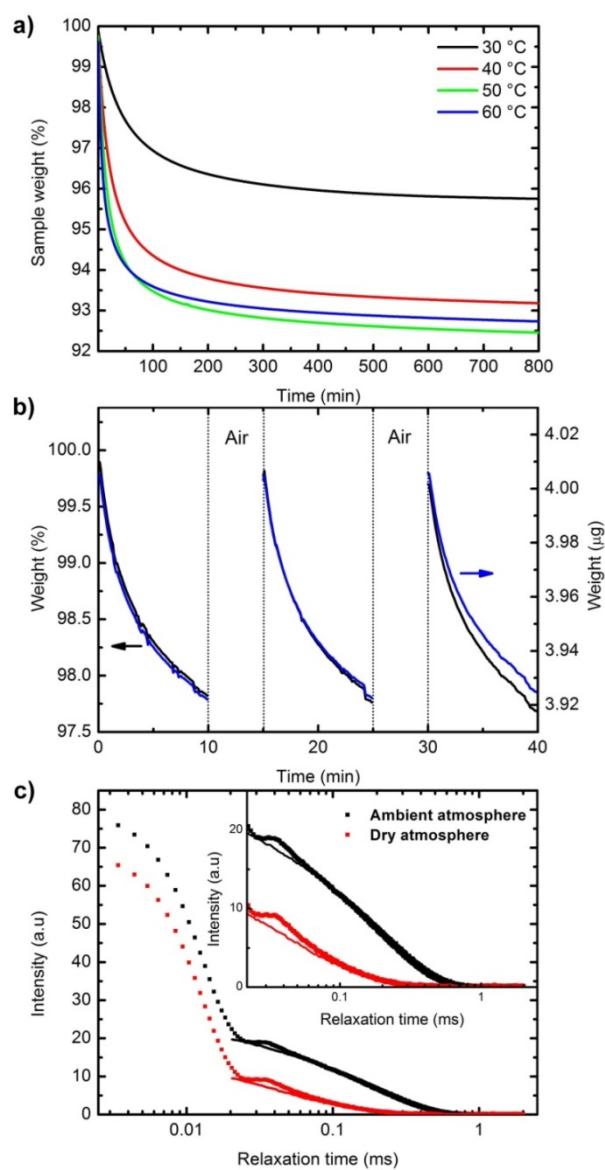 a)
100
99
98
97
96
95
94
93
92
Sample weight (%)
30 °C
40 °C
50 °C
60 °C
100 200 300 400 500 600 700 800
Time (min)
b)
100.0
99.5
99.0
98.5
98.0
97.5
Weight (%)
Air
Air
4.02
4.00
3.98
3.96
3.94
3.92
Weight (µg)
0 10 20 30 40
Time (min)
c)
80
70
60
50
40
30
20
10
0
Intensity (a.u)
20
10
0
Intensity (a.u)
Ambient atmosphere
Dry atmosphere
0.1 1
Relaxation time (ms)
0.01 0.1 1
Relaxation time (ms)